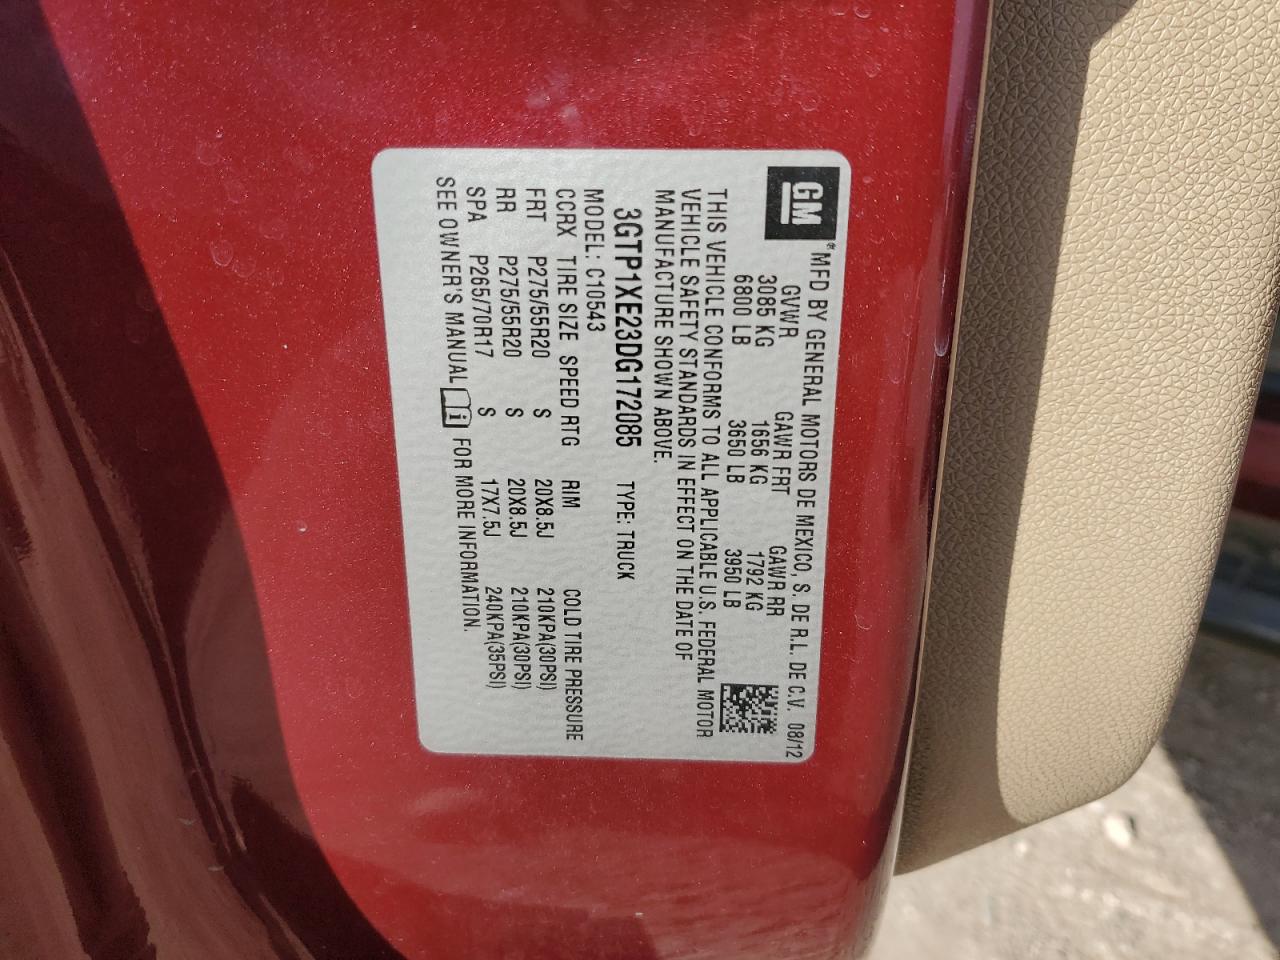 GM
*MFD BY GENERAL MOTORS DE MEXICO, S. DE R.L. DE C.V. 08/12
GVWR GAWR FRT GAWR RR
3085 KG 1656 KG 1792 KG
6800 LB 3650 LB 3950 LB
THIS VEHICLE CONFORMS TO ALL APPLICABLE U.S. FEDERAL MOTOR
VEHICLE SAFETY STANDARDS IN EFFECT ON THE DATE OF
MANUFACTURE SHOWN ABOVE.
3GTP1XE23DG172085 TYPE: TRUCK
MODEL: C10543
CCRX TIRE SIZE SPEED RTG RIM COLD TIRE PRESSURE
FRT P275/55R20 S 20X8.5J 210KPA(30PSI)
RR P275/55R20 S 20X8.5J 210KPA(30PSI)
SPA P265/70R17 S 17X7.5J 240KPA(35PSI)
SEE OWNER'S MANUAL i FOR MORE INFORMATION.